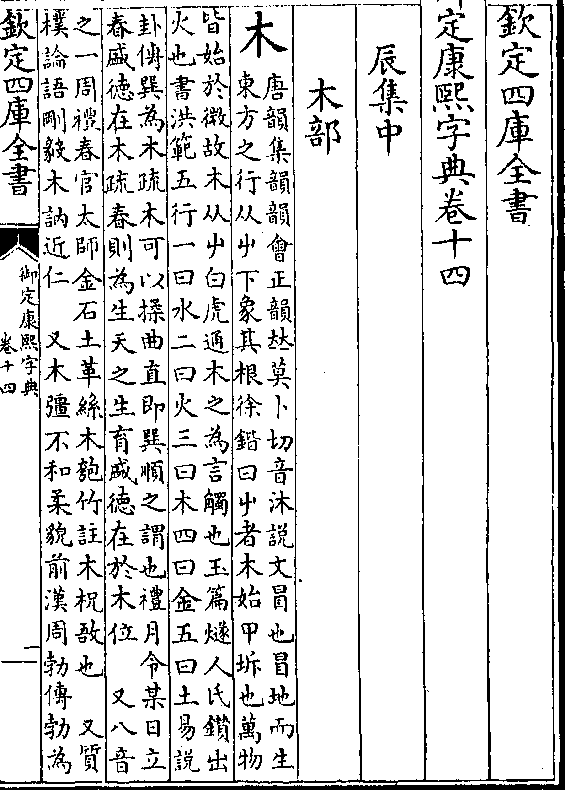 欽定四庫全書
御定康熙字典卷十四
辰集中
木部
木
唐韻集韻韻會正韻𡘋莫卜切音沐說文冒也冒地而生
東方之行从屮下象其根徐鍇曰屮者木始甲坼也萬物
皆始於微故木从屮白虎通木之為言觸也玉篇燧人氏鑽出
火也書洪範五行一曰水二曰火三曰木四曰金五曰土易說
卦傳巽為木疏木可以揉曲直即巽順之謂也禮月令某日立
春盛德在木疏春則為生天之生育盛德在於木位　又八音
之一周禮春官太師金石土革絲木匏竹註木柷敔也　又質
樸論語剛毅木訥近仁　又木彊不和柔貌前漢周勃傳勃為
欽定四庫全書
御定康熙字典
卷十四
一